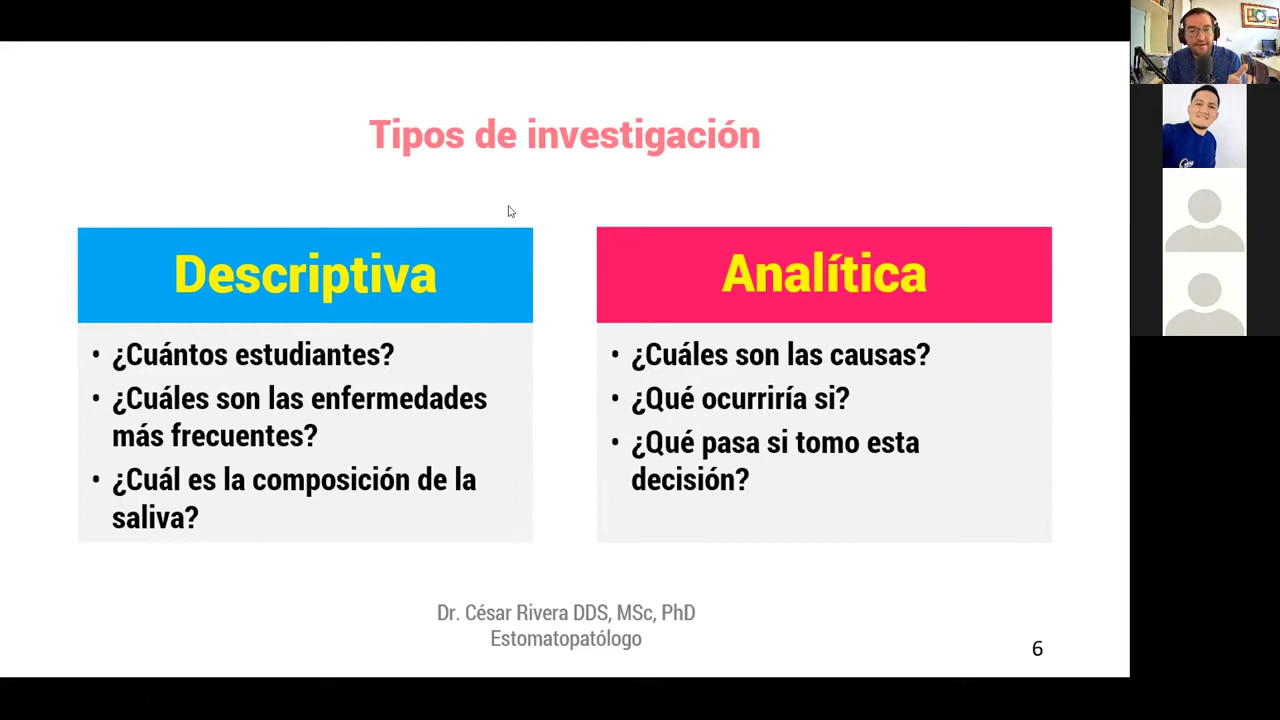 Tipos de investigación
Descriptiva
• ¿Cuántos estudiantes?
• ¿Cuáles son las enfermedades
más frecuentes?
• ¿Cuál es la composición de la
saliva?
Analítica
• ¿Cuáles son las causas?
• ¿Qué ocurriría si?
• ¿Qué pasa si tomo esta
decisión?
Dr. César Rivera DDS, MSc, PhD
Estomatopatólogo
6